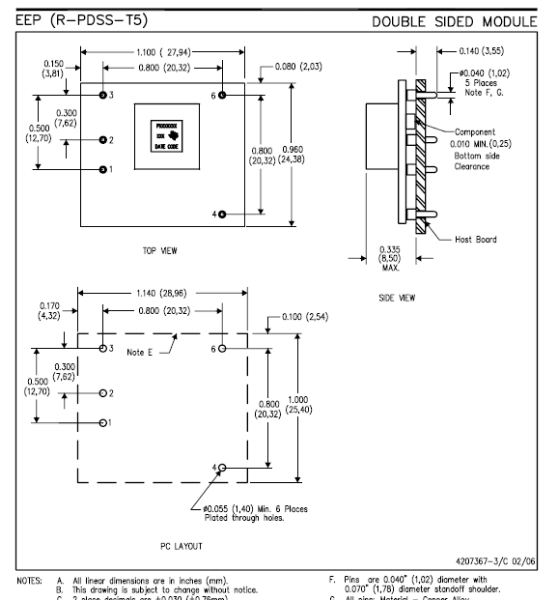 EEP (R-PDSS-T5)
DOUBLE SIDED MODULE
1.100 ( 27,94)
0.150
(3,81)
0.800 (20,32)
0.080 (2,03)
3
6
0.300
(7,62)
0.500
(12,70)
2
1
DATE CODE
0.800
(20,32)
0.960
(24,38)
4
TOP VIEW
0.140 (3,55)
ø0.040 (1,02)
5 Places
Note F, G.
Component
0.010 MIN.(0,25)
Bottom side
Clearance
Host Board
0.335
(8,50)
MAX.
SIDE VIEW
1.140 (28,96)
0.170
(4,32)
0.800 (20,32)
0.100 (2,54)
3
Note E
6
0.300
(7,62)
0.500
(12,70)
2
1
0.800
(20,32)
1.000
(25,40)
4
ø0.055 (1,40) Min. 6 Places
Plated through holes.
PC LAYOUT
4207367-3/C 02/06
NOTES:
A. All linear dimensions are in inches (mm).
B. This drawing is subject to change without notice.
C. 2 place decimals are ±0.030 (±0,76mm).
F. Pins are 0.040" (1,02) diameter with
0.070" (1,78) diameter standoff shoulder.
G. All pins: Material - Copper Alloy